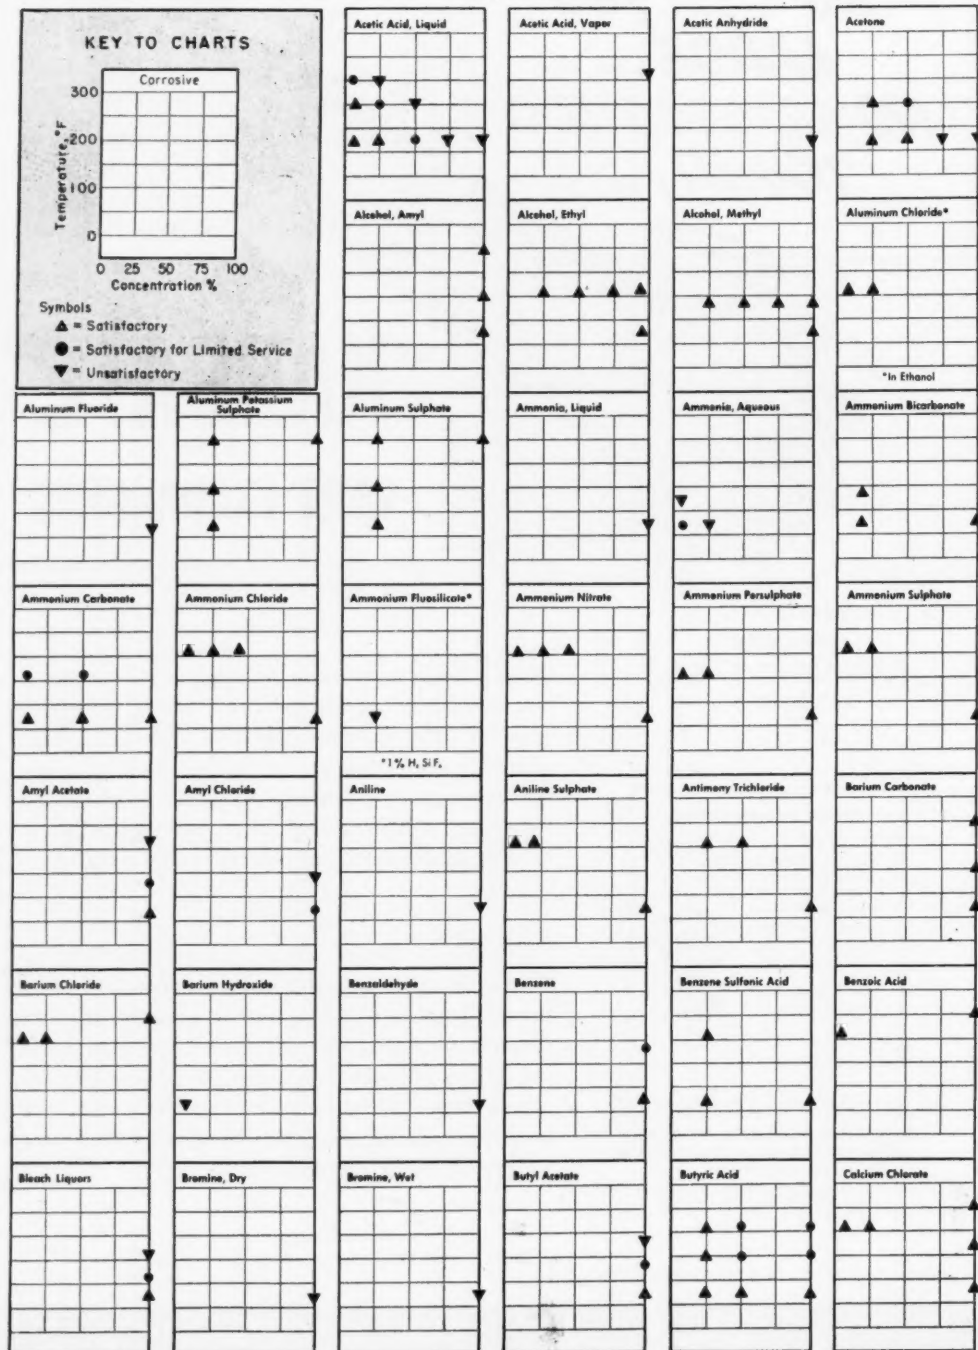 KEY TO CHARTS
Corrosive
300
200
100
0
Temperature, °F
0 25 50 75 100
Concentration %
Symbols
▲ = Satisfactory
● = Satisfactory for Limited Service
▼ = Unsatisfactory
Acetic Acid, Liquid
Acetic Acid, Vapor
Acetic Anhydride
Acetone
Alcohol, Amyl
Alcohol, Ethyl
Alcohol, Methyl
Aluminum Chloride*
*In Ethanol
Aluminum Fluoride
Aluminum Potassium
Sulphate
Aluminum Sulphate
Ammonia, Liquid
Ammonia, Aqueous
Ammonium Bicarbonate
Ammonium Carbonate
Ammonium Chloride
Ammonium Fluosilicate*
Ammonium Nitrate
Ammonium Persulphate
Ammonium Sulphate
*1% H, Si F,
Amyl Acetate
Amyl Chloride
Aniline
Aniline Sulphate
Antimony Trichloride
Barium Carbonate
Barium Chloride
Barium Hydroxide
Benzaldehyde
Benzene
Benzene Sulfonic Acid
Benzoic Acid
Bleach Liquors
Bromine, Dry
Bromine, Wet
Butyl Acetate
Butyric Acid
Calcium Chlorate